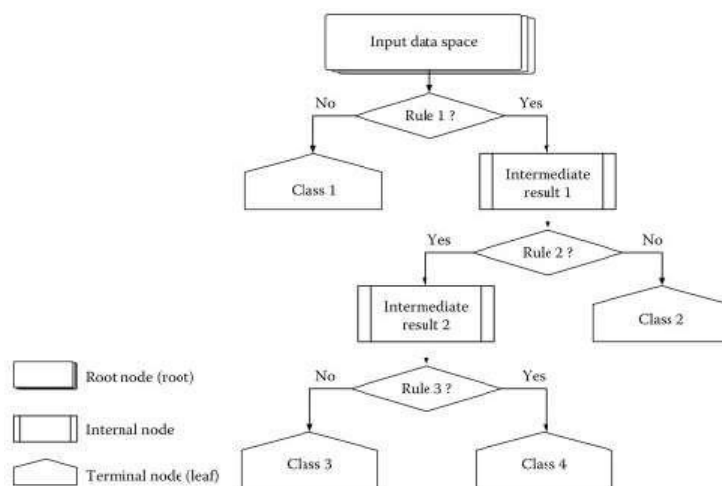 Input data space
No
Yes
Rule 1 ?
Class 1
Intermediate
result 1
Yes
No
Rule 2 ?
Intermediate
result 2
Class 2
Root node (root)
No
Yes
Rule 3 ?
Internal node
Class 3
Class 4
Terminal node (leaf)